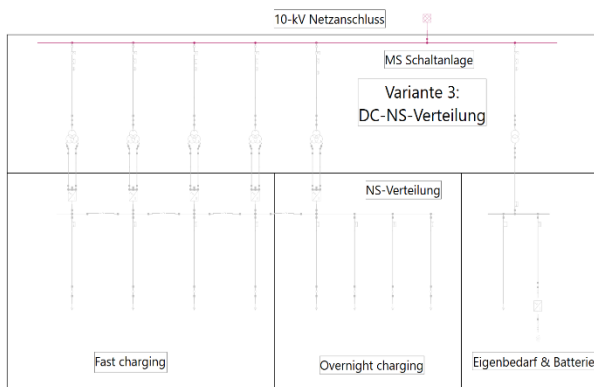 10-kV Netzanschluss
MS Schaltanlage
Variante 3:
DC-NS-Verteilung
NS-Verteilung
Fast charging
Overnight charging
Eigenbedarf & Batterie